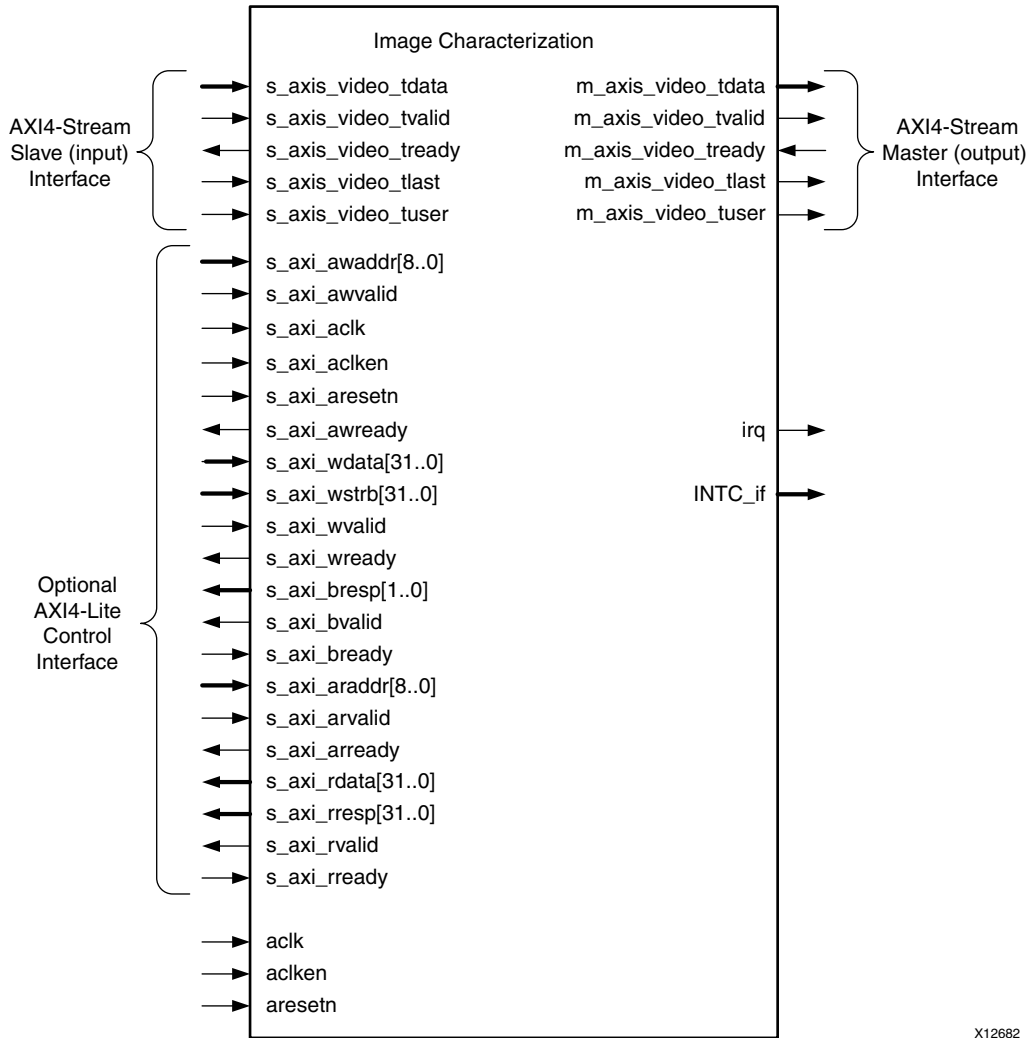 Image Characterization
AXI4-Stream
Slave (input)
Interface
s_axis_video_tdata
s_axis_video_tvalid
s_axis_video_tready
s_axis_video_tlast
s_axis_video_tuser
m_axis_video_tdata
m_axis_video_tvalid
m_axis_video_tready
m_axis_video_tlast
m_axis_video_tuser
AXI4-Stream
Master (output)
Interface
Optional
AXI4-Lite
Control
Interface
s_axi_awaddr[8..0]
s_axi_awvalid
s_axi_aclk
s_axi_aclken
s_axi_aresetn
s_axi_awready
s_axi_wdata[31..0]
s_axi_wstrb[31..0]
s_axi_wvalid
s_axi_wready
s_axi_bresp[1..0]
s_axi_bvalid
s_axi_bready
s_axi_araddr[8..0]
s_axi_arvalid
s_axi_arready
s_axi_rdata[31..0]
s_axi_rresp[31..0]
s_axi_rvalid
s_axi_rready
irq
INTC_if
aclk
aclken
aresetn
X12682